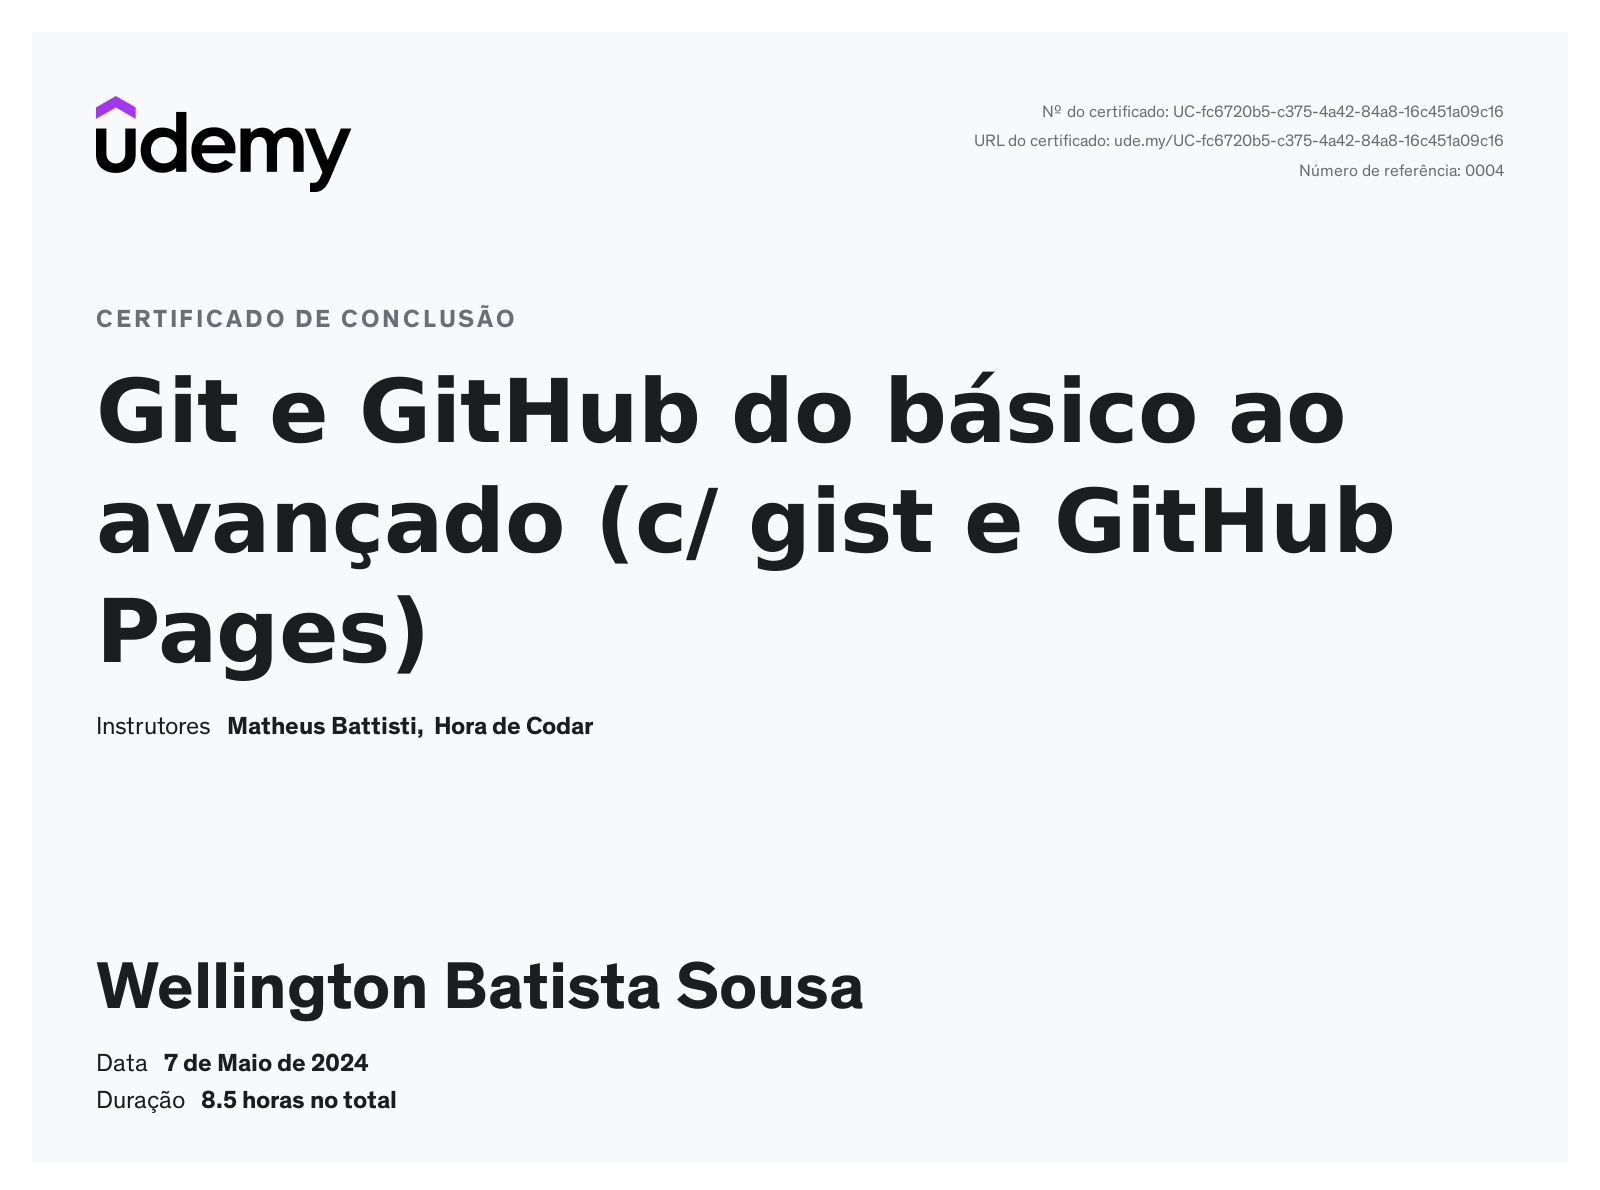 udemy
Nº do certificado: UC-fc6720b5-c375-4a42-84a8-16c451a09c16
URL do certificado: ude.my/UC-fc6720b5-c375-4a42-84a8-16c451a09c16
Número de referência: 0004
CERTIFICADO DE CONCLUSÃO
Git e GitHub do básico ao
avançado (c/ gist e GitHub
Pages)
Instrutores Matheus Battisti, Hora de Codar
Wellington Batista Sousa
Data 7 de Maio de 2024
Duração 8.5 horas no total